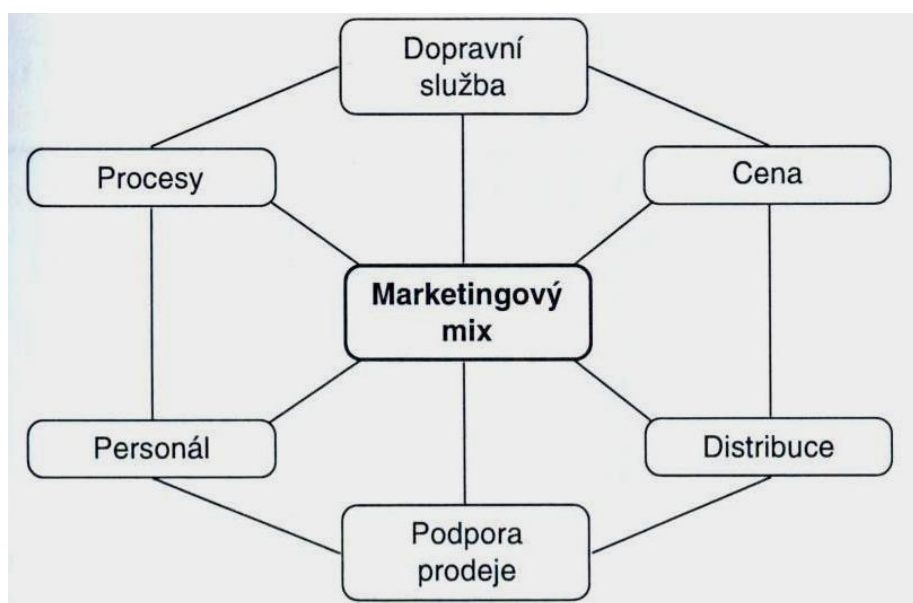 Dopravní
služba
Procesy
Cena
Marketingový
mix
Personál
Distribuce
Podpora
prodeje